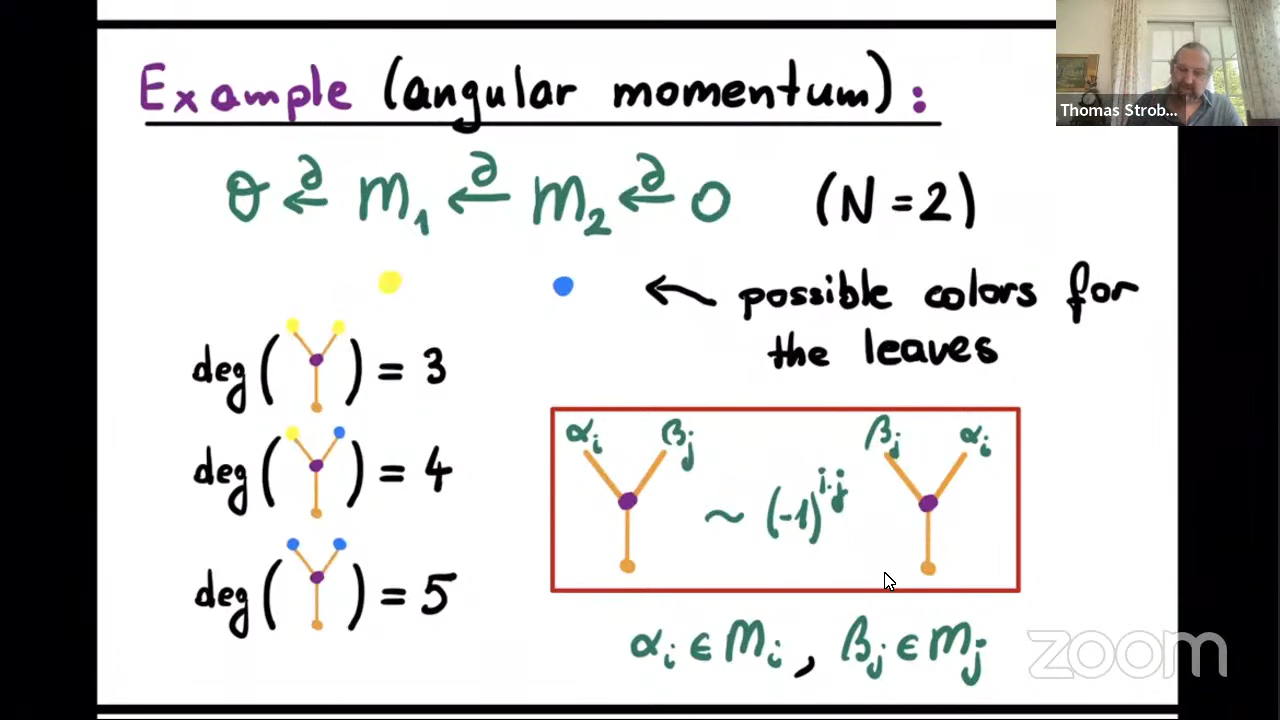 Example (angular momentum):
Thomas Strob...
𝒪 ←∂ M₁ ←∂ M₂ ←∂ 0 (N=2)
← possible colors for
the leaves
deg( ) = 3
deg( ) = 4
deg( ) = 5
αᵢ βⱼ ~ (-1)^{i·j} βⱼ αᵢ
αᵢ ∈ Mᵢ, βⱼ ∈ Mⱼ
zoom